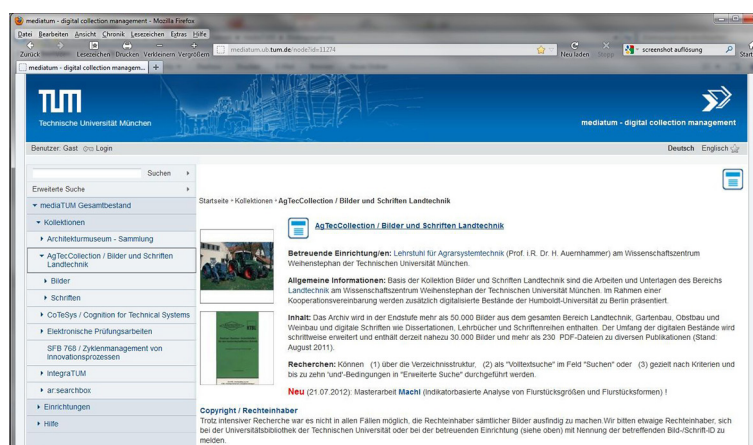 mediatum - digital collection management - Mozilla Firefox
Datei Bearbeiten Ansicht Chronik Lesezeichen Extras Hilfe
Zurück Lesezeichen Drucken Verkleinern Vergrößern
mediatum.ub.tum.de/node?id=11274
Neu laden Stopp
screenshot auflösung
Start
mediatum - digital collection managem...
TUM
Technische Universität München
mediatum - digital collection management
Benutzer: Gast Login
Deutsch Englisch
Suchen
Erweiterte Suche
mediaTUM Gesamtbestand
Kollektionen
Architekturmuseum - Sammlung
AgTecCollection / Bilder und Schriften
Landtechnik
Bilder
Schriften
CoTeSys / Cognition for Technical Systems
Elektronische Prüfungsarbeiten
SFB 768 / Zyklenmanagement von
Innovationsprozessen
IntegraTUM
ar:searchbox
Einrichtungen
Hilfe
Startseite Kollektionen AgTecCollection / Bilder und Schriften Landtechnik
AgTecCollection / Bilder und Schriften Landtechnik
Betreuende Einrichtung/en: Lehrstuhl für Agrarsystemtechnik (Prof. i.R. Dr. H. Auernhammer) am Wissenschaftszentrum
Weihenstephan der Technischen Universität München.
Allgemeine Informationen: Basis der Kollektion Bilder und Schriften Landtechnik sind die Arbeiten und Unterlagen des Bereichs
Landtechnik am Wissenschaftszentrum Weihenstephan der Technischen Universität München. Im Rahmen einer
Kooperationsvereinbarung werden zusätzlich digitalisierte Bestände der Humboldt-Universität zu Berlin präsentiert.
Inhalt: Das Archiv wird in der Endstufe mehr als 50.000 Bilder aus dem gesamten Bereich Landtechnik, Gartenbau, Obstbau und
Weinbau und digitale Schriften wie Dissertationen, Lehrbücher und Schriftenreihen enthalten. Der Umfang der digitalen Bestände wird
schrittweise erweitert und enthält derzeit nahezu 30.000 Bilder und mehr als 230 PDF-Dateien zu diversen Publikationen (Stand:
August 2011).
Recherchen: Können (1) über die Verzeichnisstruktur, (2) als "Volltextsuche" im Feld "Suchen" oder (3) gezielt nach Kriterien und
bis zu zehn 'und'-Bedingungen in "Erweiterte Suche" durchgeführt werden.
Neu (21.07.2012): Masterarbeit Machl (Indikatorbasierte Analyse von Flurstücksgrößen und Flurstücksformen) !
Copyright / Rechteinhaber
Trotz intensiver Recherche war es nicht in allen Fällen möglich, die Rechteinhaber sämtlicher Bilder ausfindig zu machen.Wir bitten etwaige Rechteinhaber, sich
bei der Universitätsbibliothek der Technischen Universität oder bei der betreuenden Einrichtung (siehe oben) mit Nennung der betreffenden Bild-/Schrift-ID zu
melden.